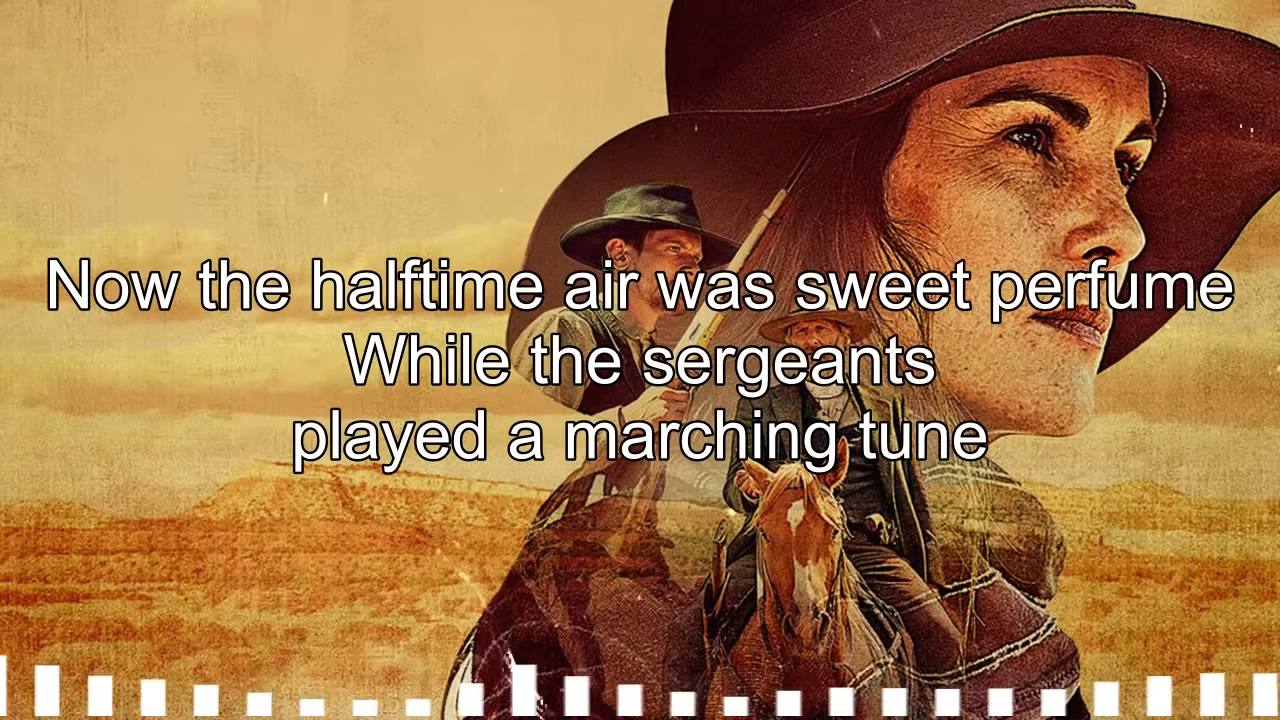 Now the halftime air was sweet perfume
While the sergeants
played a marching tune